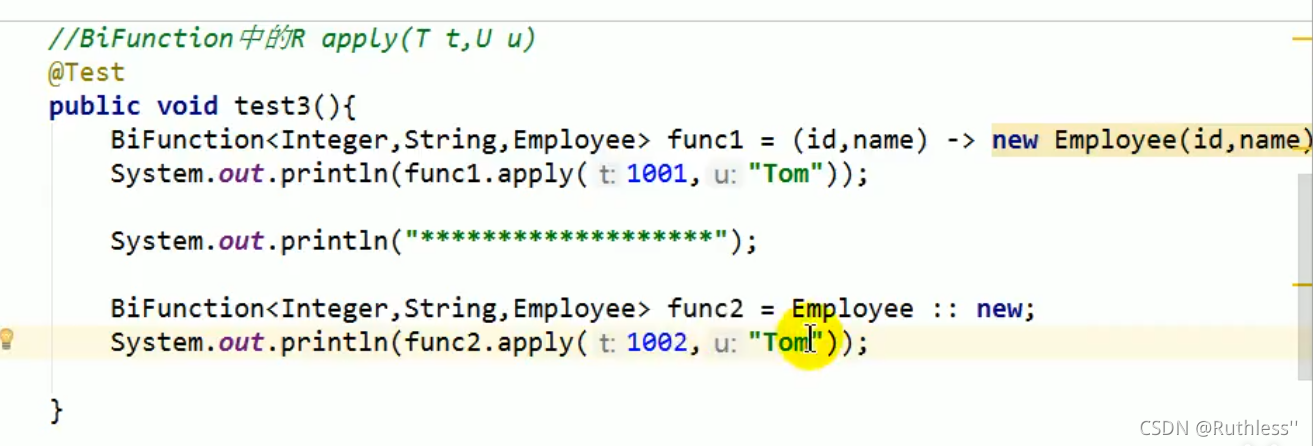 //BiFunction中的R apply(T t,U u)
@Test
public void test3(){
BiFunction<Integer,String,Employee> func1 = (id,name) -> new Employee(id,name)
System.out.println(func1.apply( t: 1001, u: "Tom"));
System.out.println("*******************");
BiFunction<Integer,String,Employee> func2 = Employee :: new;
System.out.println(func2.apply( t: 1002, u: "Tom"));
}
CSDN @Ruthless"